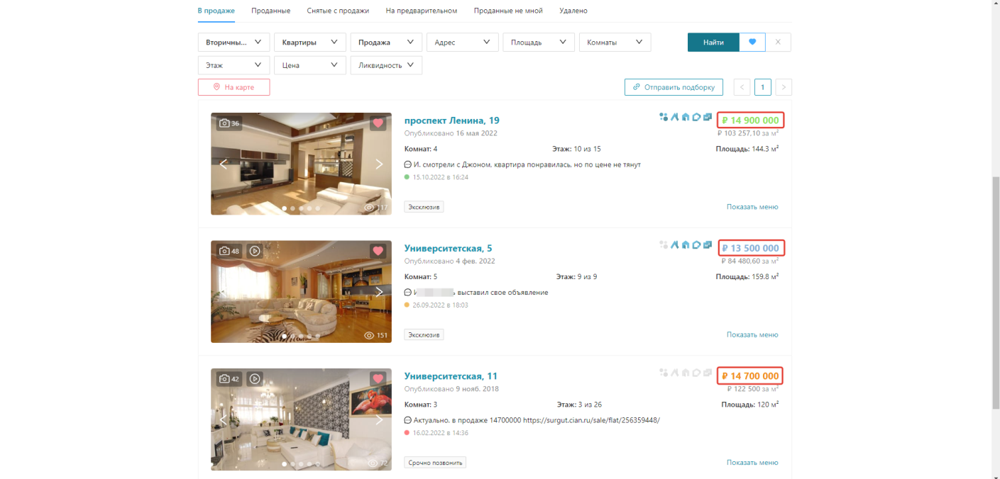 В продаже Проданные Снятые с продажи На предварительном Проданные не мной Удалено
Вторичны... Квартиры Продажа Адрес Площадь Комнаты Найти
Этаж Цена Ликвидность
На карте Отправить подборку 1
36 проспект Ленина, 19 ₽ 14 900 000
Опубликовано 16 мая 2022 ₽ 103 257,10 за м²
Комнат: 4 Этаж: 10 из 15 Площадь: 144.3 м²
И. смотрели с Джоном, квартира понравилась, но по цене не тянут
15.10.2022 в 16:24
117 Эксклюзив Показать меню
48 Университетская, 5 ₽ 13 500 000
Опубликовано 4 фев. 2022 ₽ 84 480,60 за м²
Комнат: 5 Этаж: 9 из 9 Площадь: 159.8 м²
выставил свое объявление
26.09.2022 в 18:03
151 Эксклюзив Показать меню
42 Университетская, 11 ₽ 14 700 000
Опубликовано 9 нояб. 2018 ₽ 122 500 за м²
Комнат: 3 Этаж: 3 из 26 Площадь: 120 м²
Актуально. в продаже 14700000 https://surgut.cian.ru/sale/flat/256359448/
16.02.2022 в 14:36
72 Срочно позвонить Показать меню